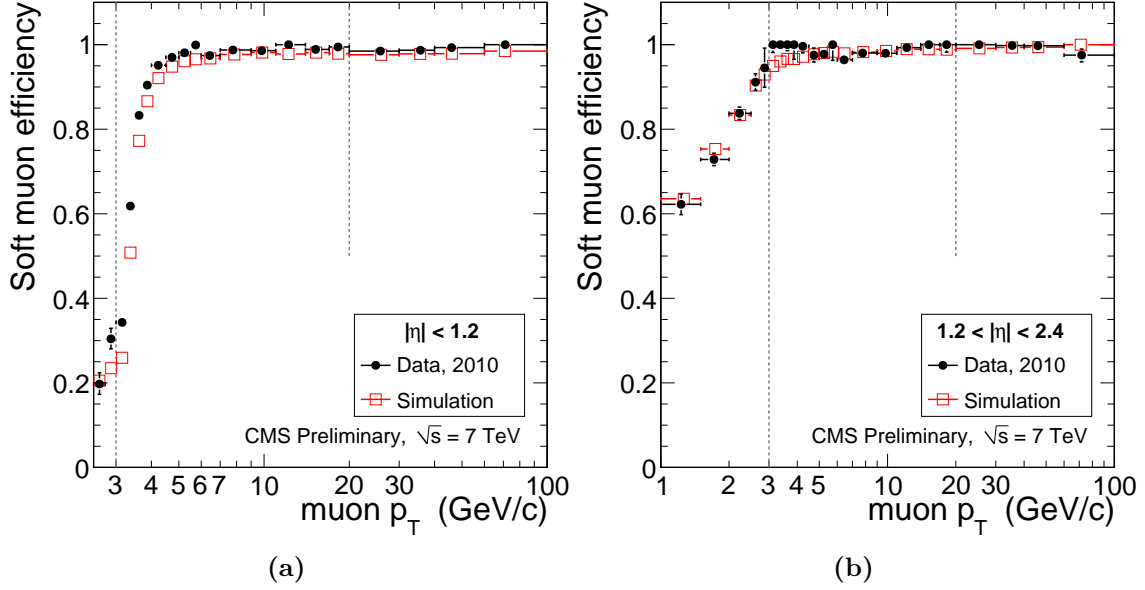 Soft muon efficiency
1
0.8
0.6
0.4
0.2
0
|η| < 1.2
Data, 2010
Simulation
CMS Preliminary, √s = 7 TeV
3 4 5 6 7 10 20 30 100
muon p_T (GeV/c)
(a)
Soft muon efficiency
1
0.8
0.6
0.4
0.2
0
1.2 < |η| < 2.4
Data, 2010
Simulation
CMS Preliminary, √s = 7 TeV
1 2 3 4 5 10 20 30 100
muon p_T (GeV/c)
(b)